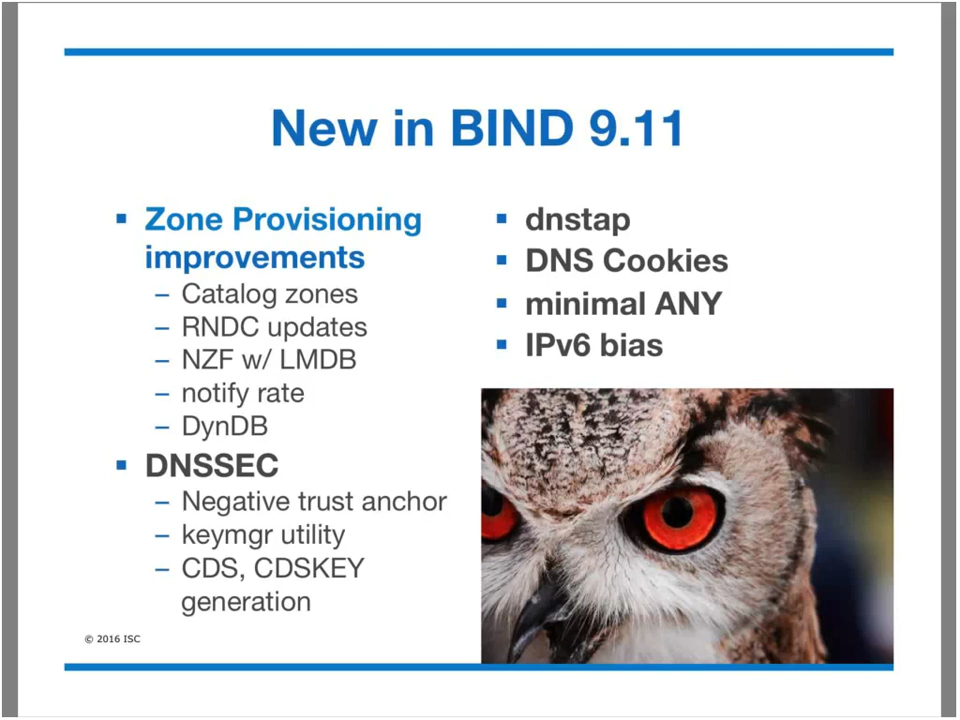 New in BIND 9.11
▪ Zone Provisioning
improvements
– Catalog zones
– RNDC updates
– NZF w/ LMDB
– notify rate
– DynDB
▪ DNSSEC
– Negative trust anchor
– keymgr utility
– CDS, CDSKEY
generation
▪ dnstap
▪ DNS Cookies
▪ minimal ANY
▪ IPv6 bias
© 2016 ISC